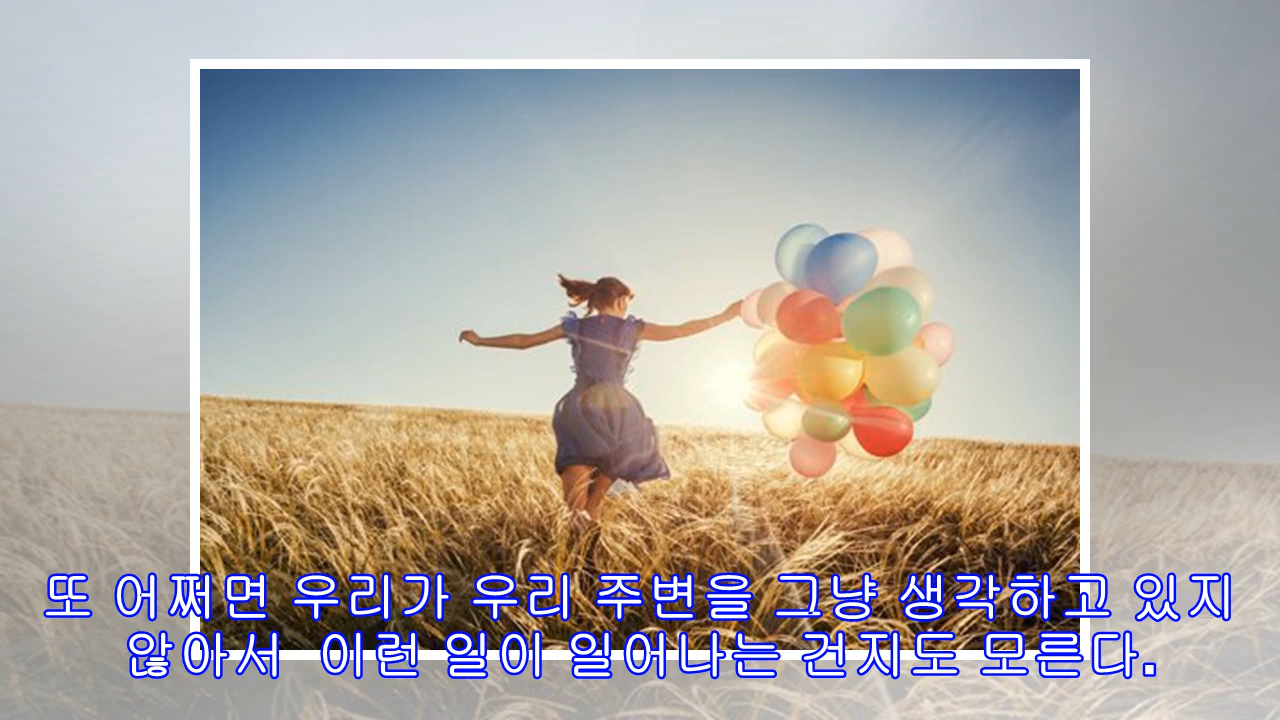 또 어쩌면 우리가 우리 주변을 그냥 생각하고 있지
않아서  이런 일이 일어나는 건지도 모른다.